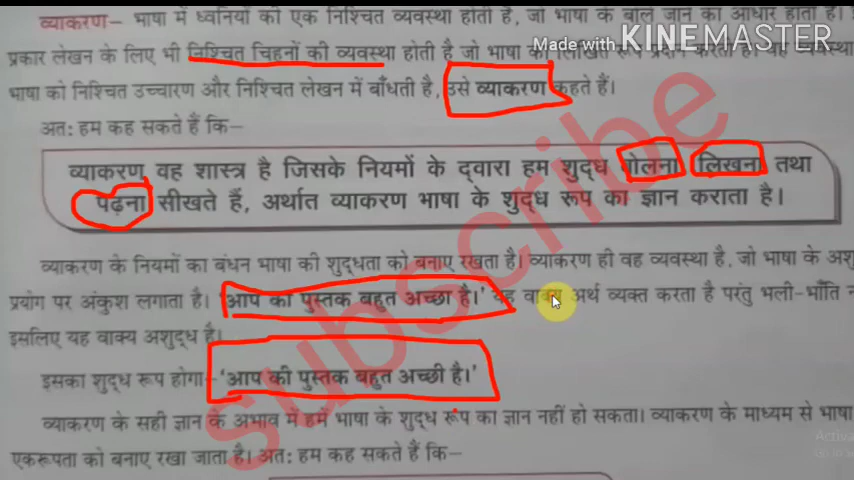 व्याकरण– भाषा में ध्वनियों की एक निश्चित व्यवस्था होती है, जो भाषा के बोले जाने का आधार होता है।
Made with KINEMASTER
प्रकार लेखन के लिए भी निश्चित चिह्नों की व्यवस्था होती है जो भाषा को लिखित रूप प्रदान करता है। यह व्यवस्था
भाषा को निश्चित उच्चारण और निश्चित लेखन में बाँधती है, उसे व्याकरण कहते हैं।
अत: हम कह सकते हैं कि–
व्याकरण वह शास्त्र है जिसके नियमों के द्वारा हम शुद्ध बोलना लिखना तथा
पढ़ना सीखते हैं, अर्थात व्याकरण भाषा के शुद्ध रूप का ज्ञान कराता है।
व्याकरण के नियमों का बंधन भाषा की शुद्धता को बनाए रखता है। व्याकरण ही वह व्यवस्था है, जो भाषा के अशु
प्रयोग पर अंकुश लगाता है। 'आप का पुस्तक बहुत अच्छा है।' यह वाक्य अर्थ व्यक्त करता है परंतु भली-भाँति न
इसलिए यह वाक्य अशुद्ध है।
इसका शुद्ध रूप होगा– 'आप की पुस्तक बहुत अच्छी है।'
व्याकरण के सही ज्ञान के अभाव में हमें भाषा के शुद्ध रूप का ज्ञान नहीं हो सकता। व्याकरण के माध्यम से भाषा
एकरूपता को बनाए रखा जाता है। अत: हम कह सकते हैं कि–
subscribe